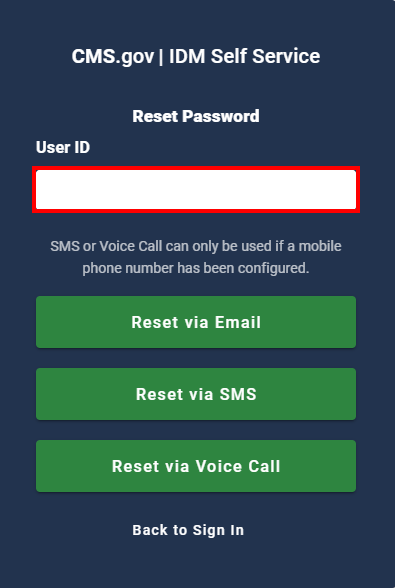 CMS.gov | IDM Self Service
Reset Password
User ID
SMS or Voice Call can only be used if a mobile
phone number has been configured.
Reset via Email
Reset via SMS
Reset via Voice Call
Back to Sign In